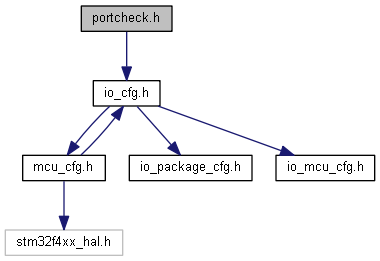 portcheck.h
io_cfg.h
mcu_cfg.h
io_package_cfg.h
io_mcu_cfg.h
stm32f4xx_hal.h